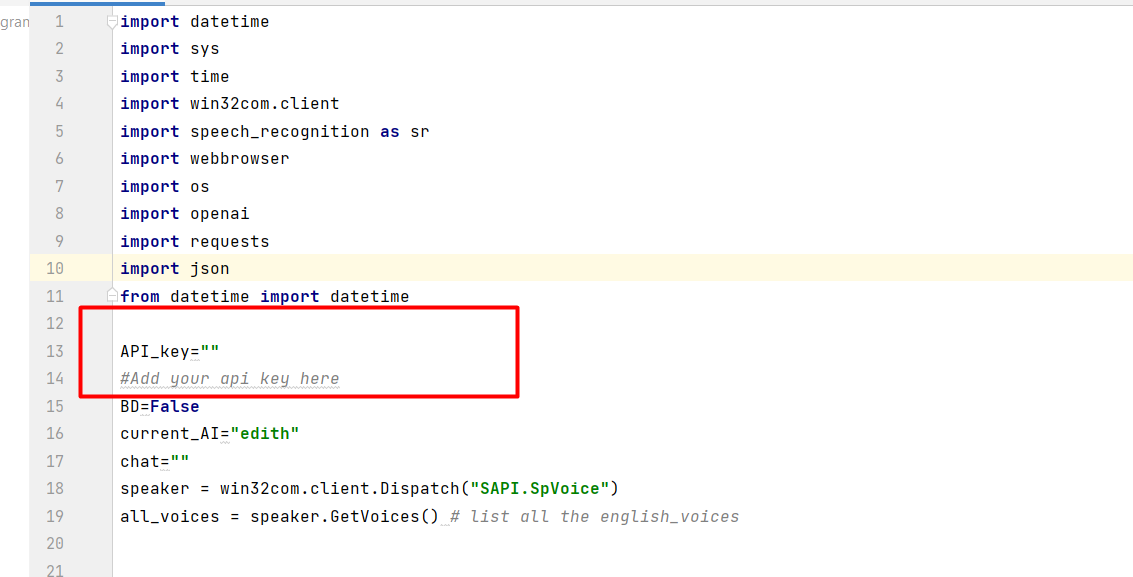 gran
1 import datetime
2 import sys
3 import time
4 import win32com.client
5 import speech_recognition as sr
6 import webbrowser
7 import os
8 import openai
9 import requests
10 import json
11 from datetime import datetime
12
13 API_key=""
14 #Add your api key here
15 BD=False
16 current_AI="edith"
17 chat=""
18 speaker = win32com.client.Dispatch("SAPI.SpVoice")
19 all_voices = speaker.GetVoices() # list all the english_voices
20
21